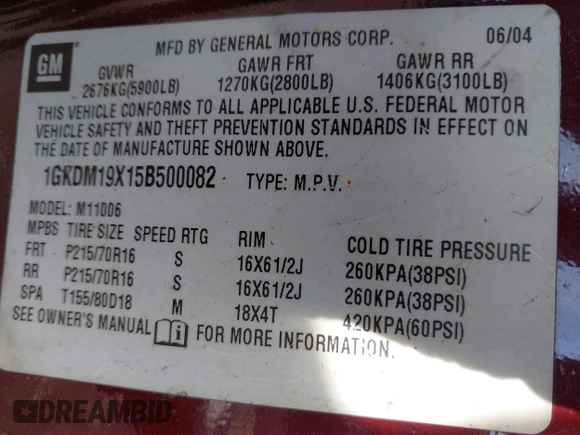 GM
MFD BY GENERAL MOTORS CORP. 06/04
GVWR GAWR FRT GAWR RR
2676KG(5900LB) 1270KG(2800LB) 1406KG(3100LB)
THIS VEHICLE CONFORMS TO ALL APPLICABLE U.S. FEDERAL MOTOR
VEHICLE SAFETY AND THEFT PREVENTION STANDARDS IN EFFECT ON
THE DATE OF MANUFACTURE SHOWN ABOVE.
1GKDM19X15B500082 TYPE: M.P.V.
MODEL: M11006
MPBS TIRE SIZE SPEED RTG RIM COLD TIRE PRESSURE
FRT P215/70R16 S 16X61/2J 260KPA(38PSI)
RR P215/70R16 S 16X61/2J 260KPA(38PSI)
SPA T155/80D18 M 18X4T 420KPA(60PSI)
SEE OWNER'S MANUAL i FOR MORE INFORMATION.
DREAMBID